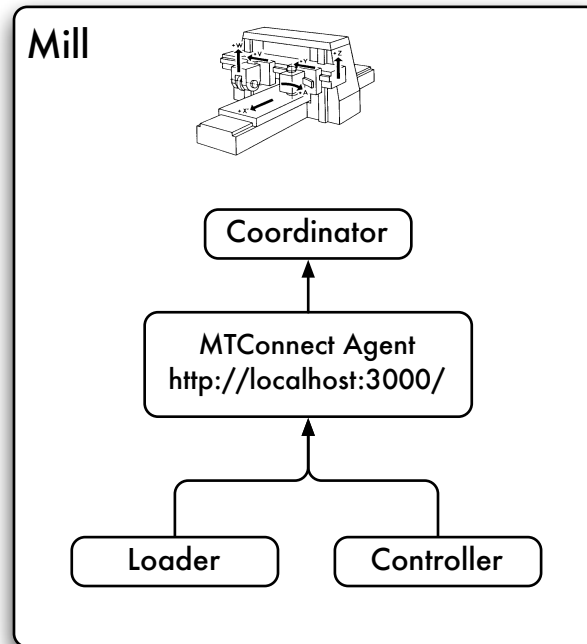 Mill
+W
+V
+Y
+Z
+A
+X'
Coordinator
MTConnect Agent
http://localhost:3000/
Loader
Controller